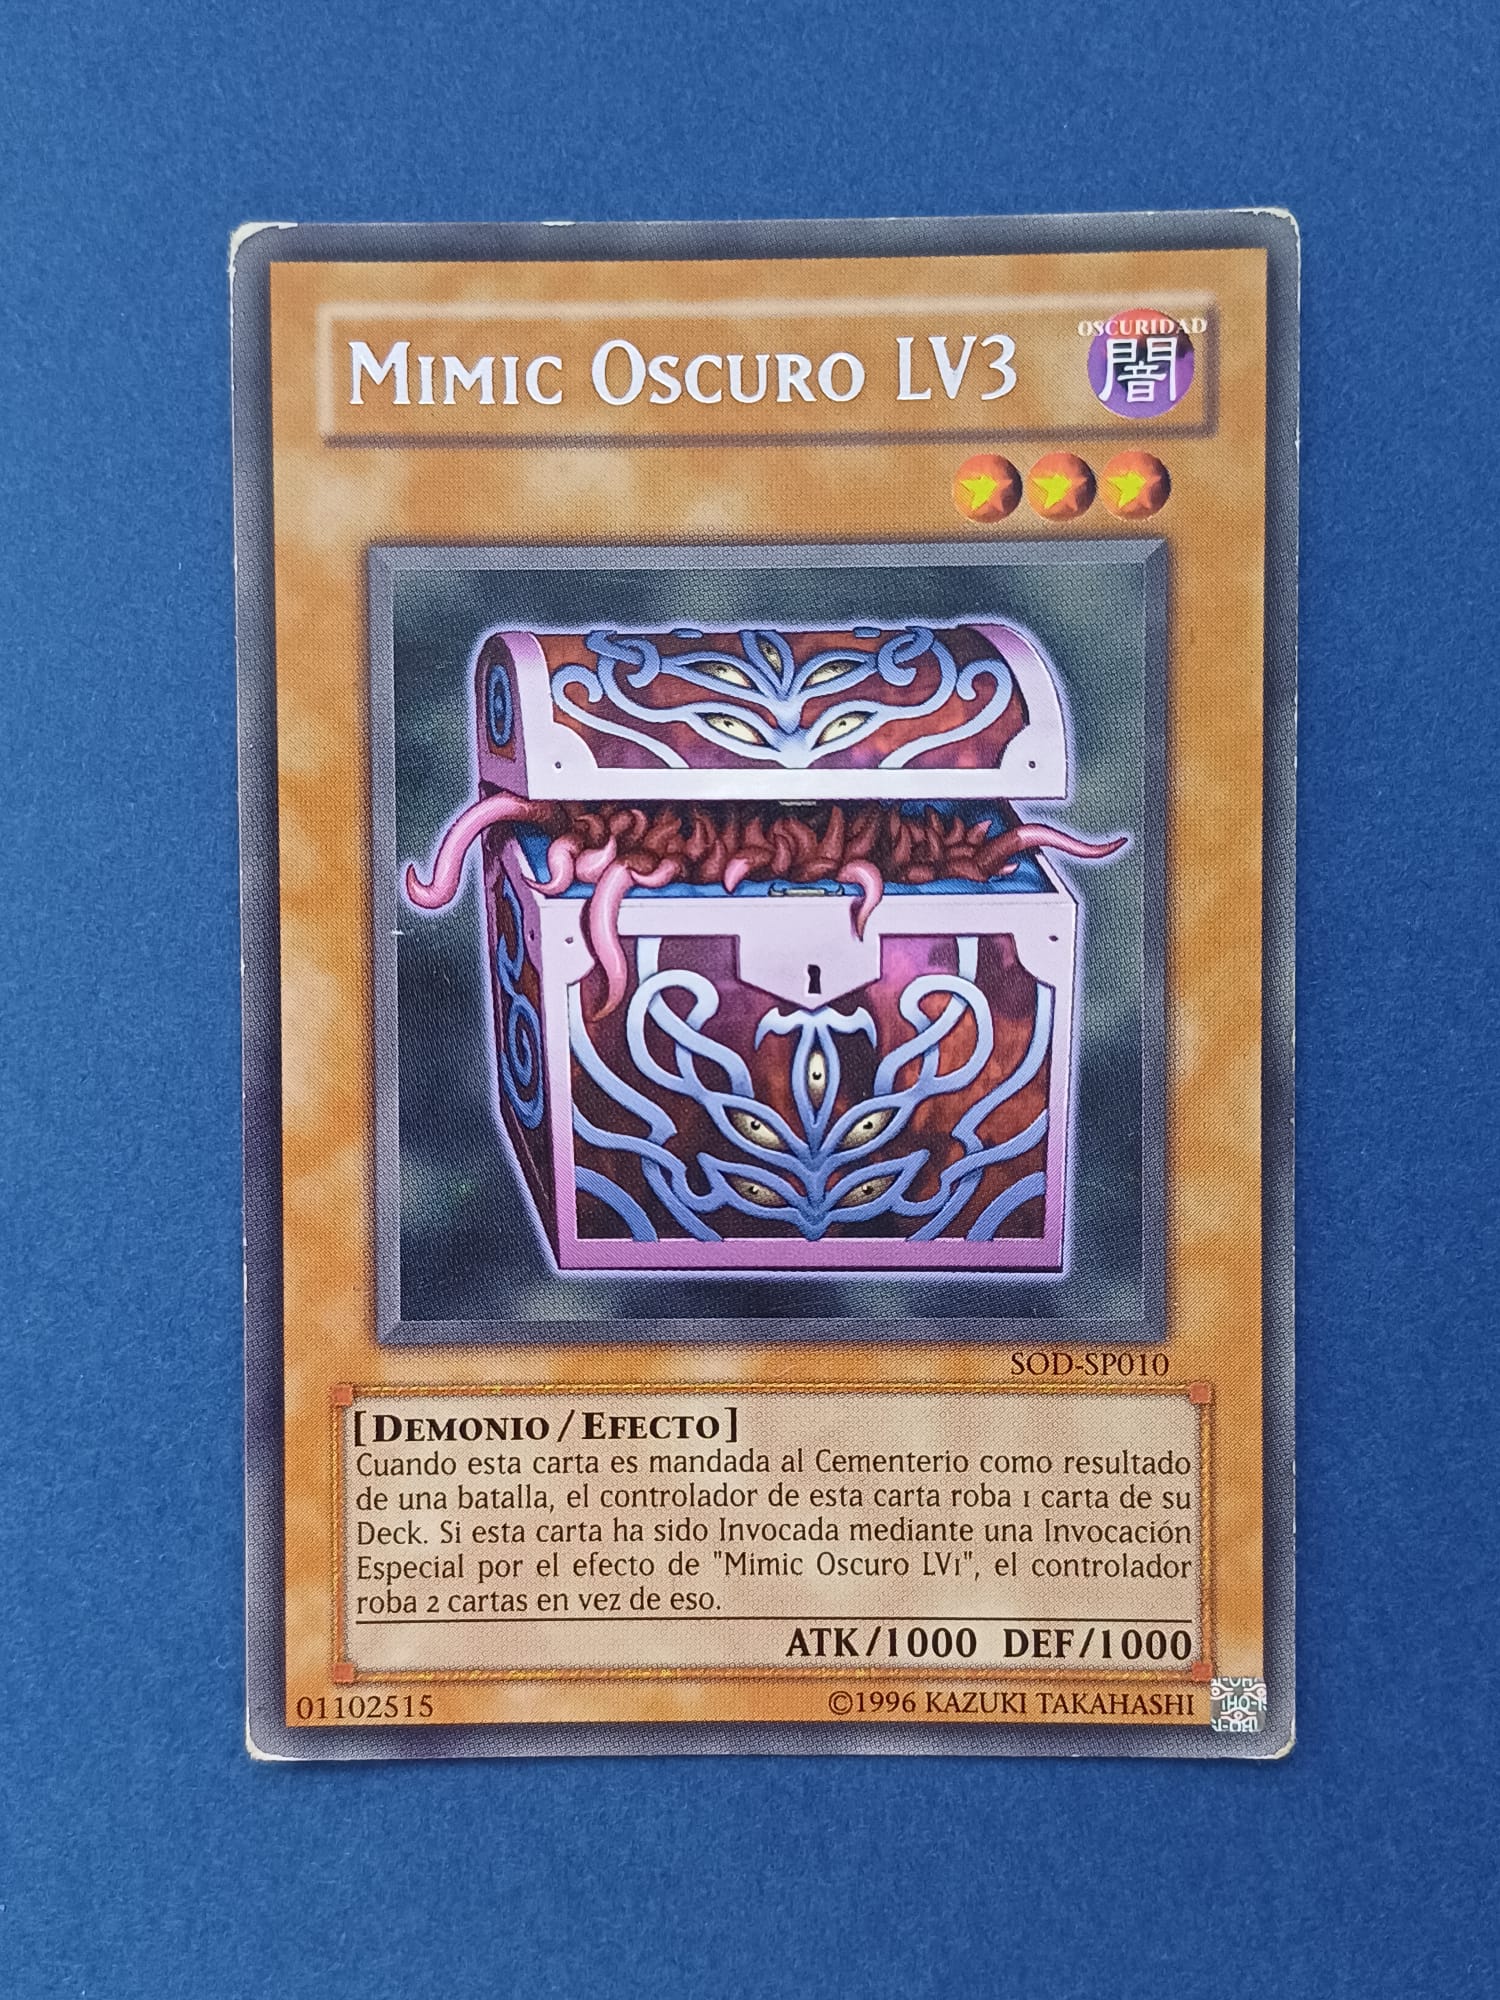 MIMIC OSCURO LV3
OSCURIDAD
闇
SOD-SP010
[DEMONIO/EFECTO]
Cuando esta carta es mandada al Cementerio como resultado
de una batalla, el controlador de esta carta roba 1 carta de su
Deck. Si esta carta ha sido Invocada mediante una Invocación
Especial por el efecto de "Mimic Oscuro LV1", el controlador
roba 2 cartas en vez de eso.
ATK/1000 DEF/1000
01102515
©1996 KAZUKI TAKAHASHI